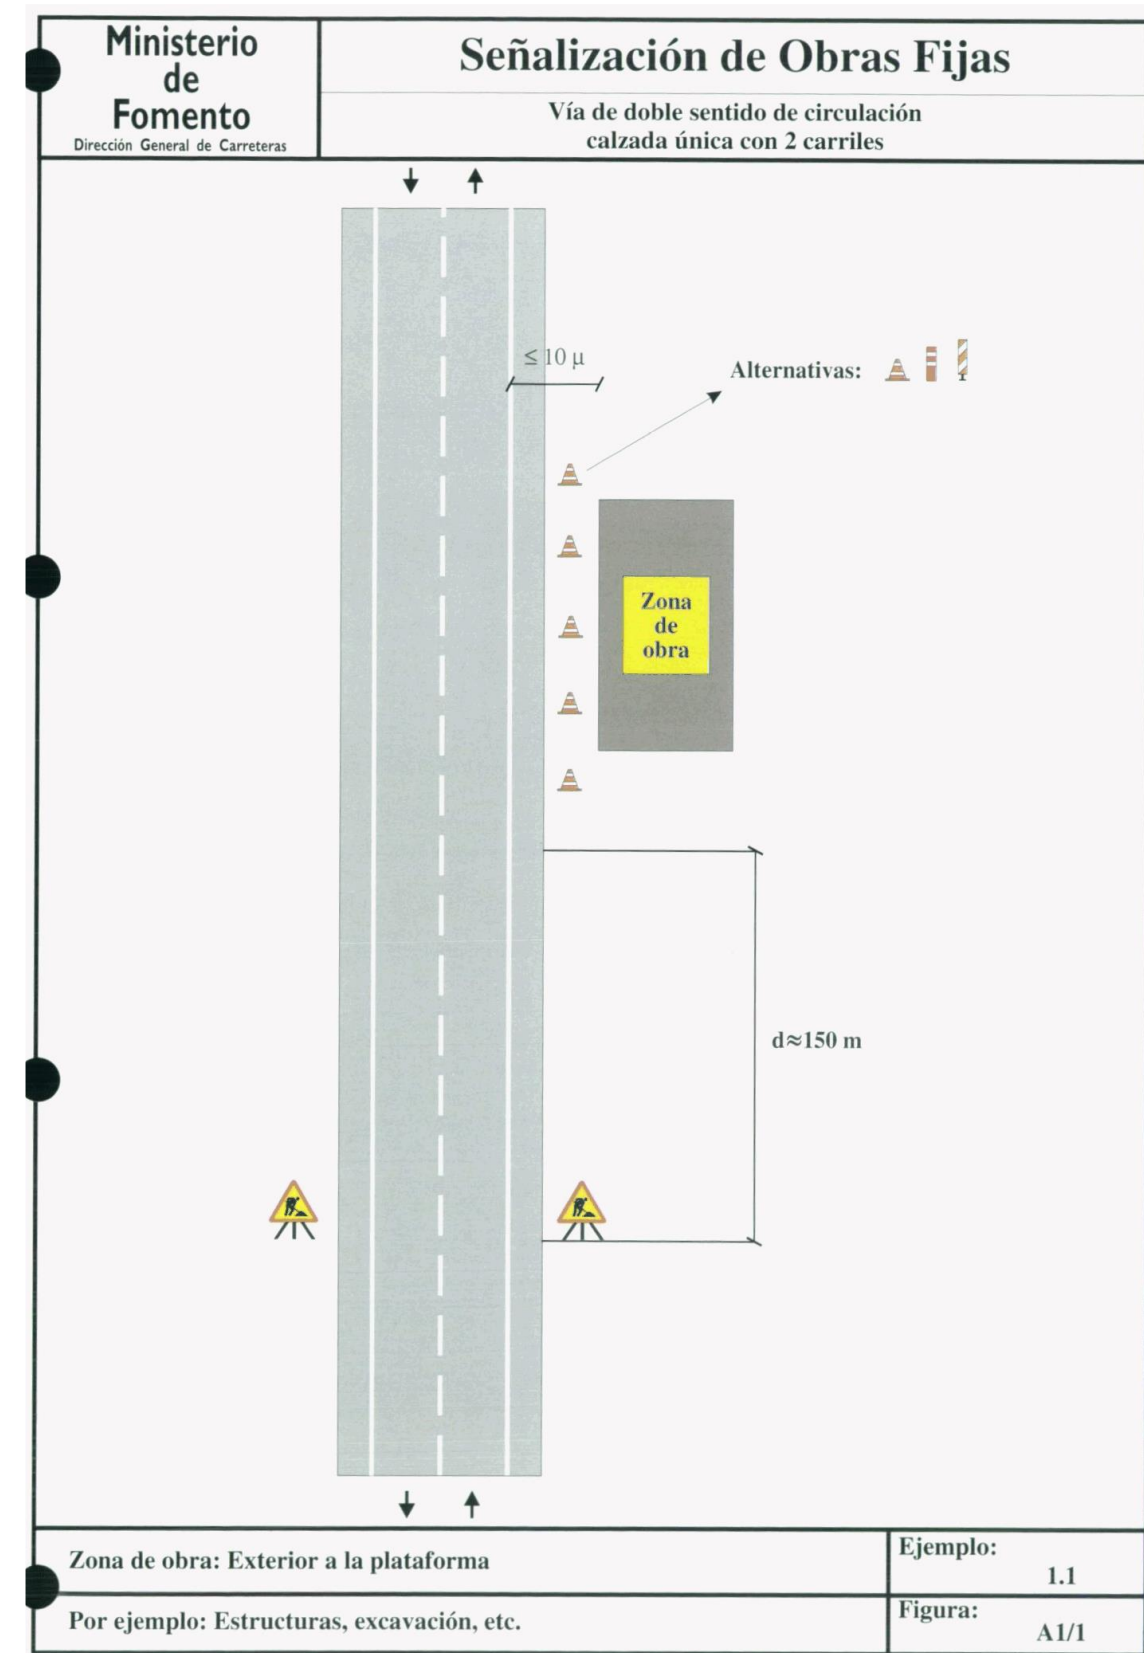 Ministerio
de
Fomento
Dirección General de Carreteras
Señalización de Obras Fijas
Vía de doble sentido de circulación
calzada única con 2 carriles
≤ 10 μ
Alternativas:
Zona
de
obra
d≈150 m
Zona de obra: Exterior a la plataforma
Ejemplo:
1.1
Por ejemplo: Estructuras, excavación, etc.
Figura:
A1/1